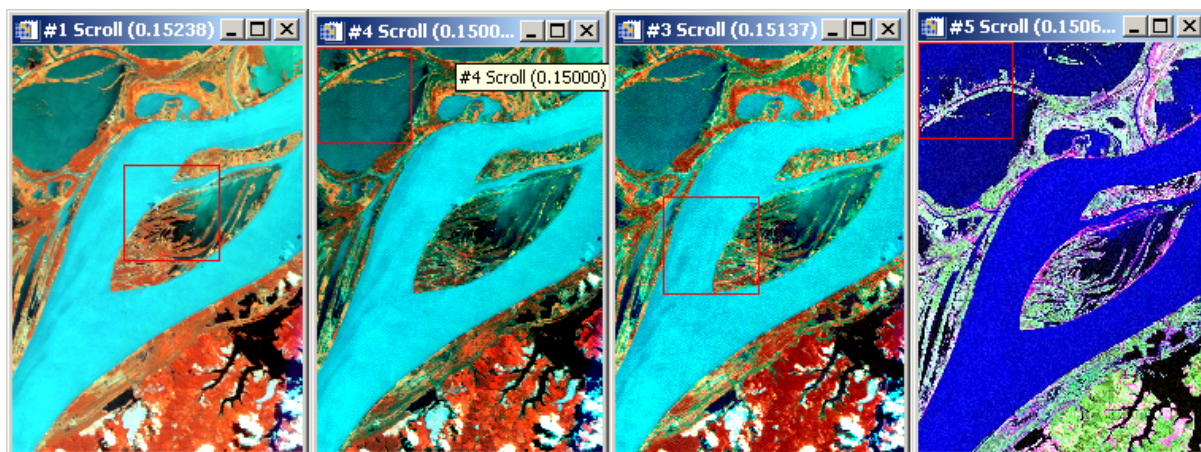 #1 Scroll (0.15238)
#4 Scroll (0.1500...
#3 Scroll (0.15137)
#5 Scroll (0.1506...
#4 Scroll (0.15000)